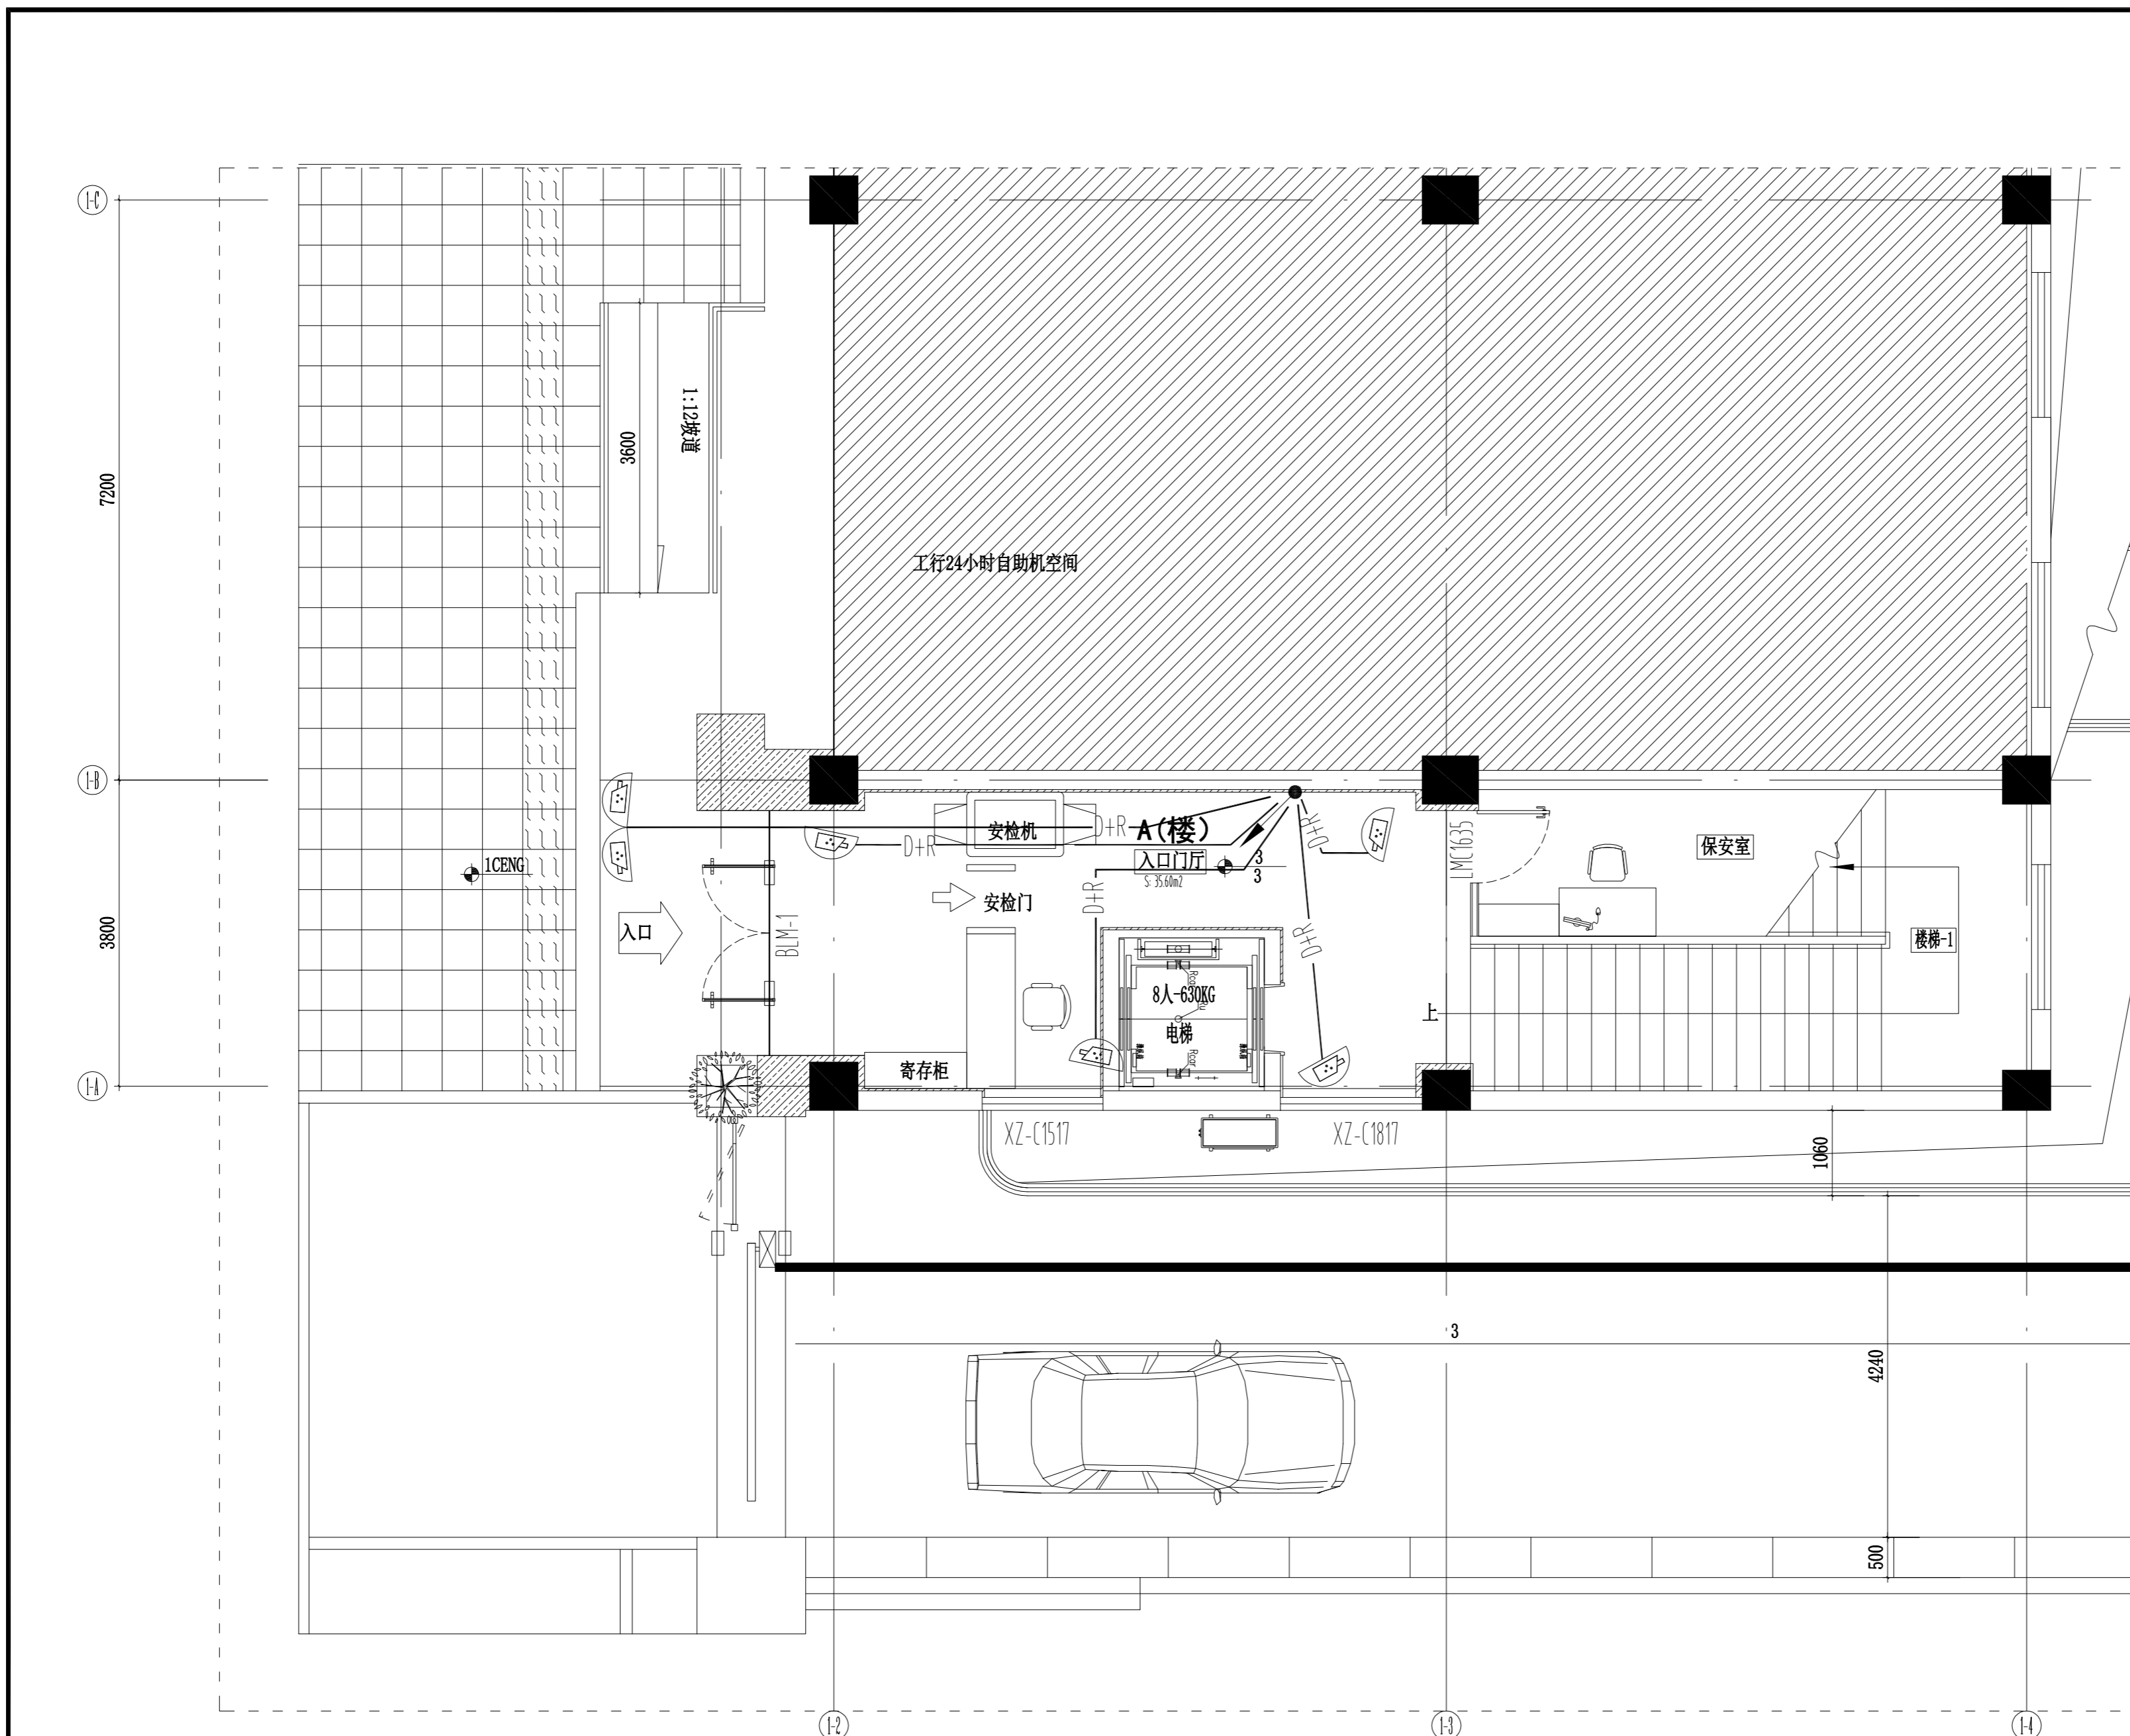 1-C
7200
3600
1:12坡道
工行24小时自助机空间
1-B
3800
1CENG
入口
BLM-1
D+R
安检机
D+R
A(楼)
入口门厅
S: 35.60m2
3
3
D+R
D+R
D+R
安检门
LMC1635
保安室
楼梯-1
上
8人-630KG
电梯
Rcar
寄存柜
1-A
XZ-C1517
XZ-C1817
1060
F
3
4240
500
1-2
1-3
1-4